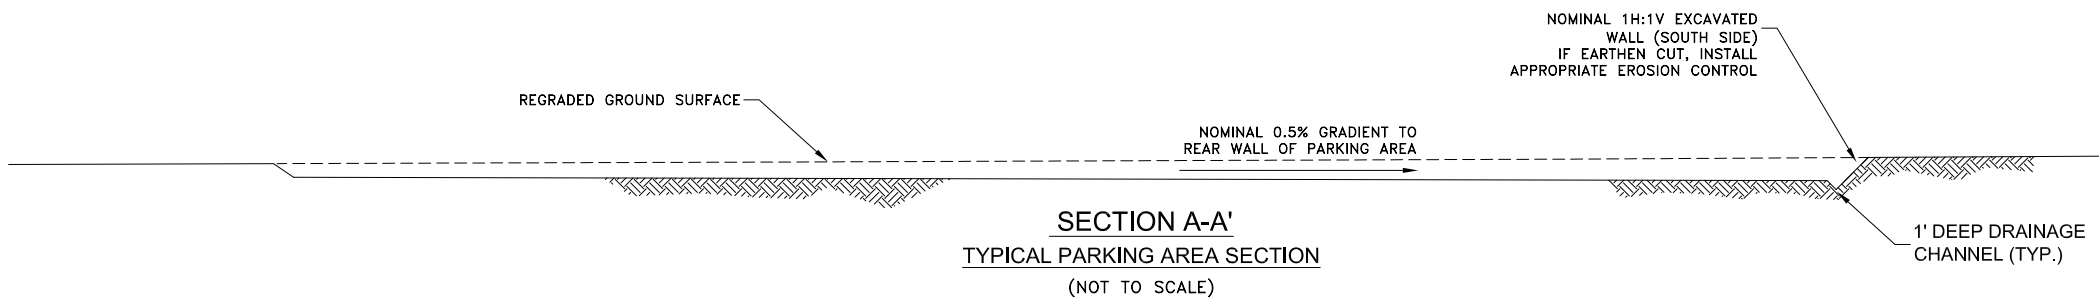 NOMINAL 1H:1V EXCAVATED
WALL (SOUTH SIDE)
IF EARTHEN CUT, INSTALL
APPROPRIATE EROSION CONTROL
REGRADED GROUND SURFACE
NOMINAL 0.5% GRADIENT TO
REAR WALL OF PARKING AREA
SECTION A-A'
TYPICAL PARKING AREA SECTION
(NOT TO SCALE)
1' DEEP DRAINAGE
CHANNEL (TYP.)